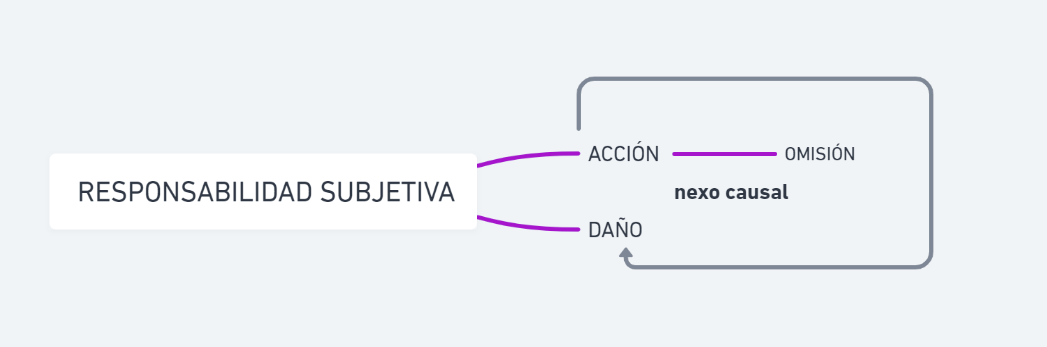 RESPONSABILIDAD SUBJETIVA
ACCIÓN
OMISIÓN
nexo causal
DAÑO